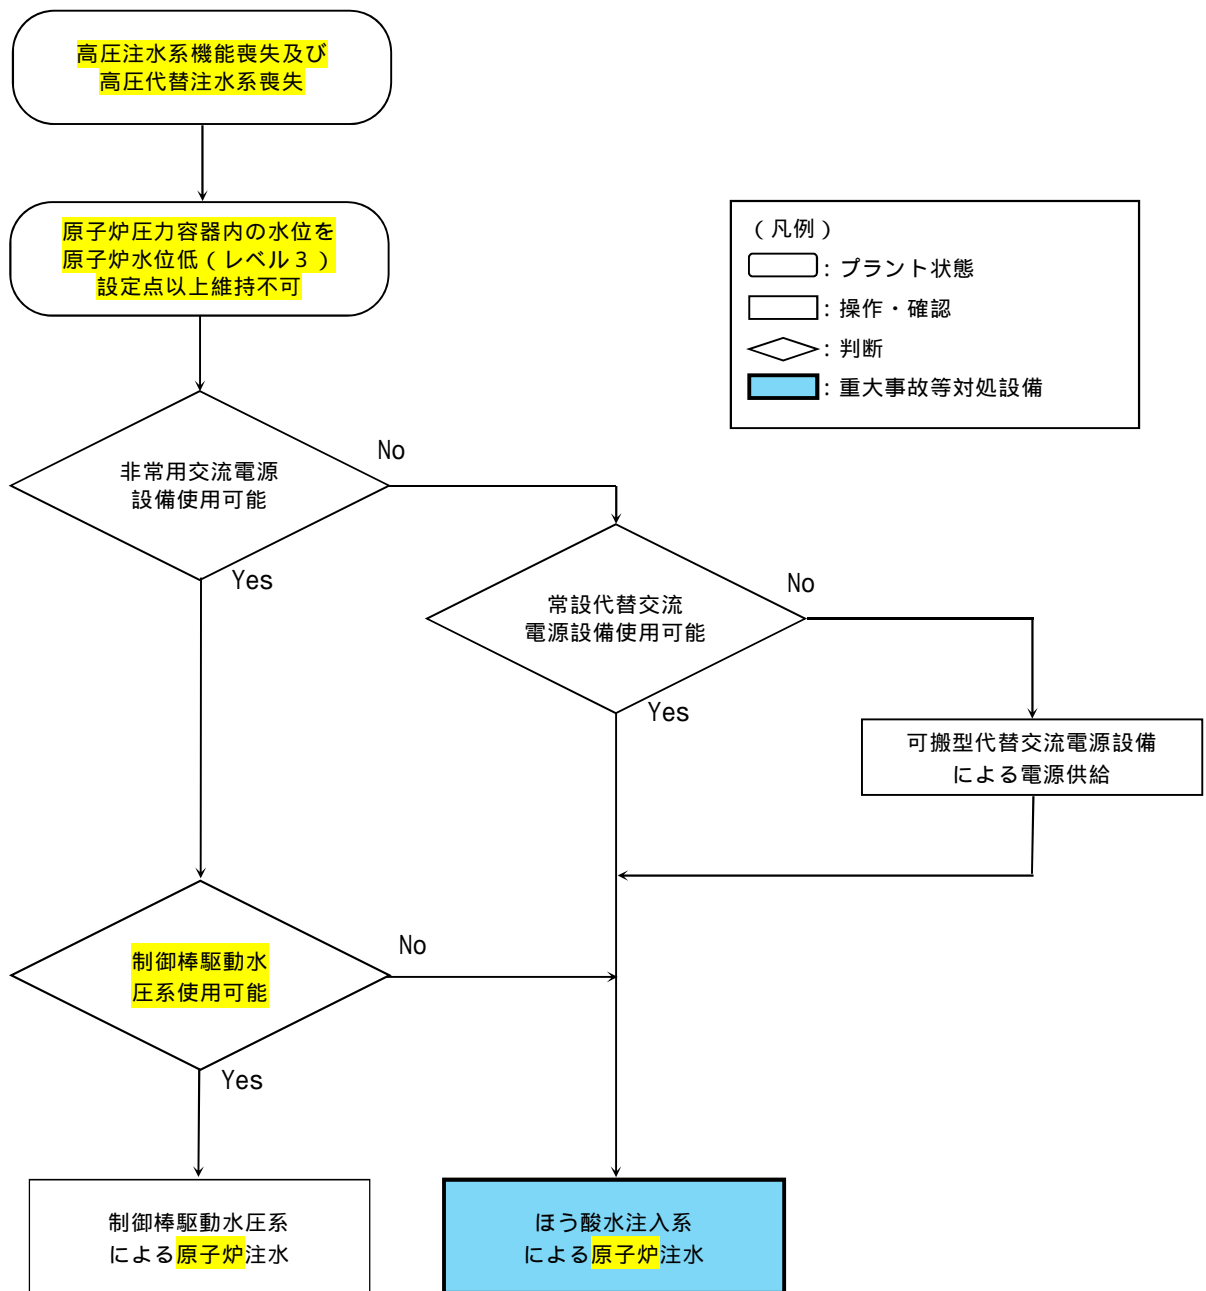 高圧注水系機能喪失及び
高圧代替注水系喪失
原子炉圧力容器内の水位を
原子炉水位低（レベル３）
設定点以上維持不可
（凡例）
：プラント状態
：操作・確認
：判断
：重大事故等対処設備
非常用交流電源
設備使用可能
No
Yes
常設代替交流
電源設備使用可能
No
Yes
可搬型代替交流電源設備
による電源供給
制御棒駆動水
圧系使用可能
No
Yes
制御棒駆動水圧系
による原子炉注水
ほう酸水注入系
による原子炉注水